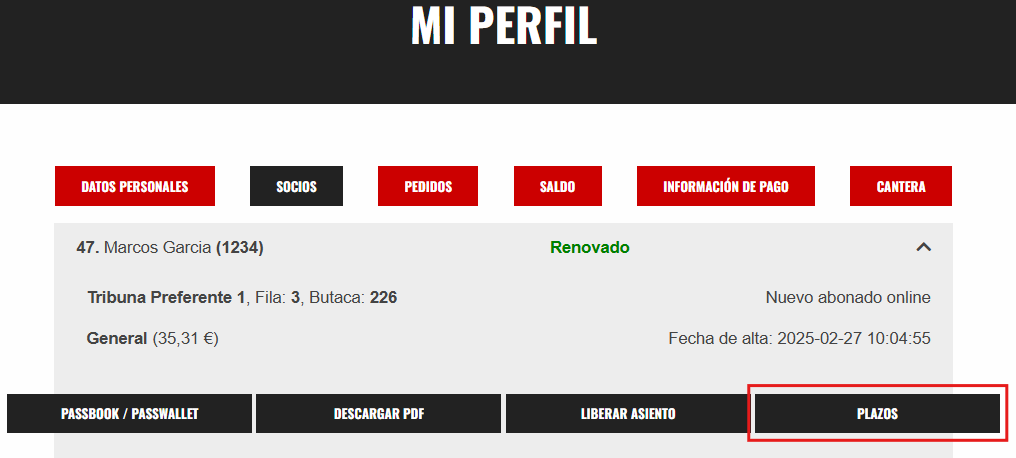 MI PERFIL
DATOS PERSONALES SOCIOS PEDIDOS SALDO INFORMACIÓN DE PAGO CANTERA
47. Marcos Garcia (1234) Renovado
Tribuna Preferente 1, Fila: 3, Butaca: 226 Nuevo abonado online
General (35,31 €) Fecha de alta: 2025-02-27 10:04:55
PASSBOOK / PASSWALLET DESCARGAR PDF LIBERAR ASIENTO PLAZOS